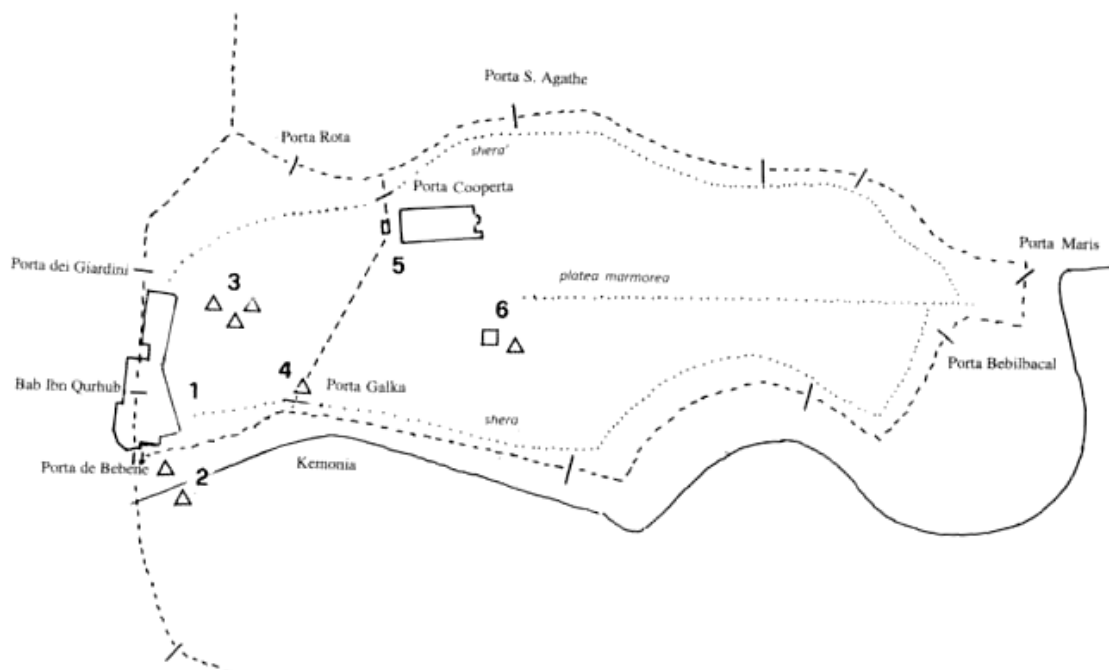 Porta S. Agathe
Porta Rota
shera'
Porta Cooperta
Porta Maris
Porta dei Giardini
5
platea marmorea
3
6
4
Porta Galka
Porta Bebilbacal
Bab Ibn Qurhub
1
shera
Porta de Bebene
2
Kemonia